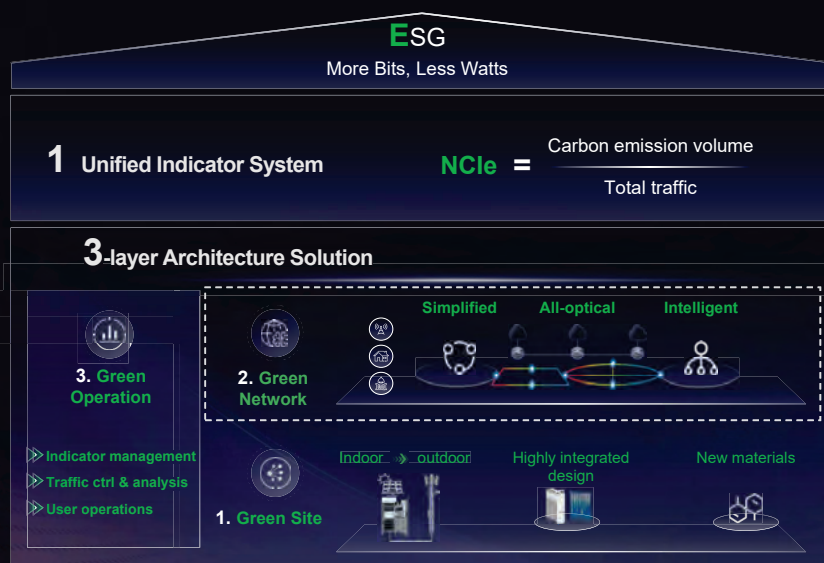 ESG
More Bits, Less Watts
1 Unified Indicator System
NCIe = Carbon emission volume
Total traffic
3-layer Architecture Solution
3. Green
Operation
Indicator management
Traffic ctrl & analysis
User operations
2. Green
Network
Simplified
All-optical
Intelligent
1. Green Site
Indoor
outdoor
Highly integrated
design
New materials